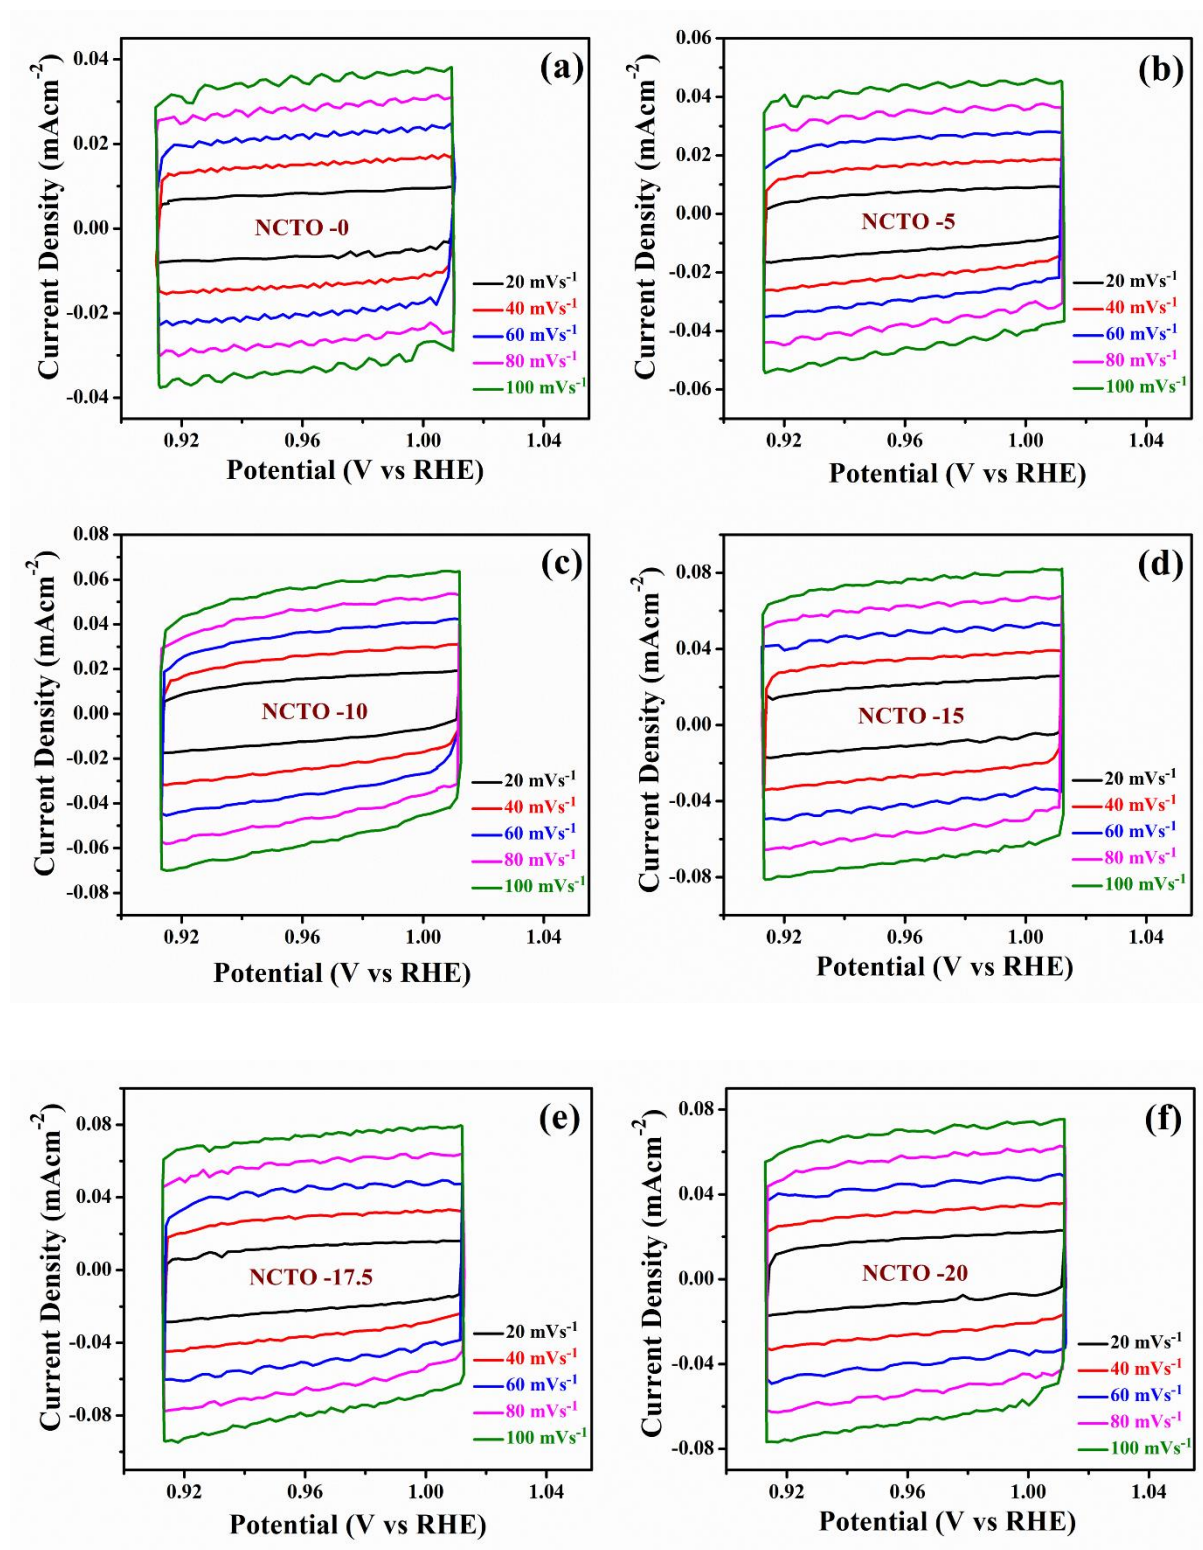 (a)
Current Density (mAcm⁻²)
0.04
0.02
0.00
-0.02
-0.04
NCTO -0
20 mVs⁻¹
40 mVs⁻¹
60 mVs⁻¹
80 mVs⁻¹
100 mVs⁻¹
0.92 0.96 1.00 1.04
Potential (V vs RHE)
(b)
Current Density (mAcm⁻²)
0.06
0.04
0.02
0.00
-0.02
-0.04
-0.06
NCTO -5
20 mVs⁻¹
40 mVs⁻¹
60 mVs⁻¹
80 mVs⁻¹
100 mVs⁻¹
0.92 0.96 1.00 1.04
Potential (V vs RHE)
(c)
Current Density (mAcm⁻²)
0.08
0.06
0.04
0.02
0.00
-0.02
-0.04
-0.06
-0.08
NCTO -10
20 mVs⁻¹
40 mVs⁻¹
60 mVs⁻¹
80 mVs⁻¹
100 mVs⁻¹
0.92 0.96 1.00 1.04
Potential (V vs RHE)
(d)
Current Density (mAcm⁻²)
0.08
0.04
0.00
-0.04
-0.08
NCTO -15
20 mVs⁻¹
40 mVs⁻¹
60 mVs⁻¹
80 mVs⁻¹
100 mVs⁻¹
0.92 0.96 1.00 1.04
Potential (V vs RHE)
(e)
Current Density (mAcm⁻²)
0.08
0.04
0.00
-0.04
-0.08
NCTO -17.5
20 mVs⁻¹
40 mVs⁻¹
60 mVs⁻¹
80 mVs⁻¹
100 mVs⁻¹
0.92 0.96 1.00 1.04
Potential (V vs RHE)
(f)
Current Density (mAcm⁻²)
0.08
0.04
0.00
-0.04
-0.08
NCTO -20
20 mVs⁻¹
40 mVs⁻¹
60 mVs⁻¹
80 mVs⁻¹
100 mVs⁻¹
0.92 0.96 1.00 1.04
Potential (V vs RHE)